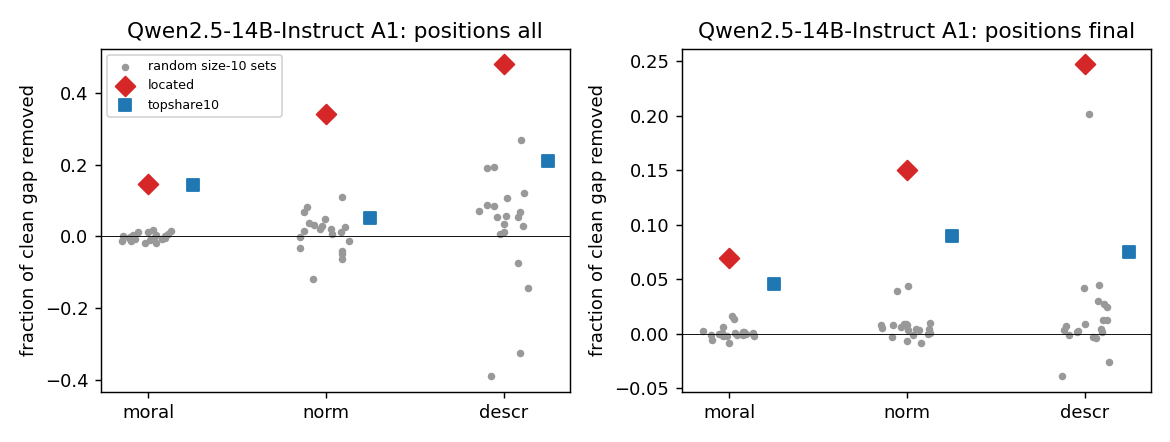 Qwen2.5-14B-Instruct A1: positions all
fraction of clean gap removed
0.4
0.2
0.0
−0.2
−0.4
random size-10 sets
located
topshare10
moral
norm
descr
Qwen2.5-14B-Instruct A1: positions final
fraction of clean gap removed
0.25
0.20
0.15
0.10
0.05
0.00
−0.05
moral
norm
descr